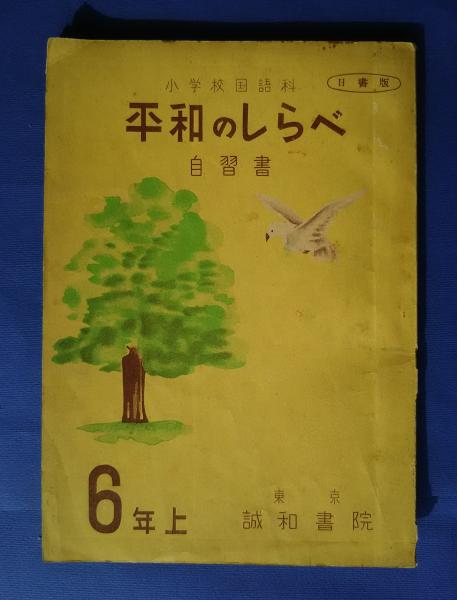 小学校国語科
日書版
平和のしらべ
自習書
6年上
東京
誠和書院